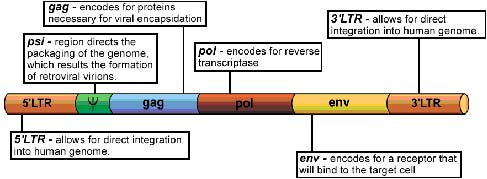 gag - encodes for proteins
necessary for viral encapsidation
psi - region directs the
packaging of the genome,
which results the formation
of retroviral virions.
pol - encodes for reverse
transcriptase
3'LTR - allows for direct
integration into human genome.
5'LTR
Ψ
gag
pol
env
3'LTR
5'LTR - allows for direct integration
into human genome.
env - encodes for a receptor that
will bind to the target cell